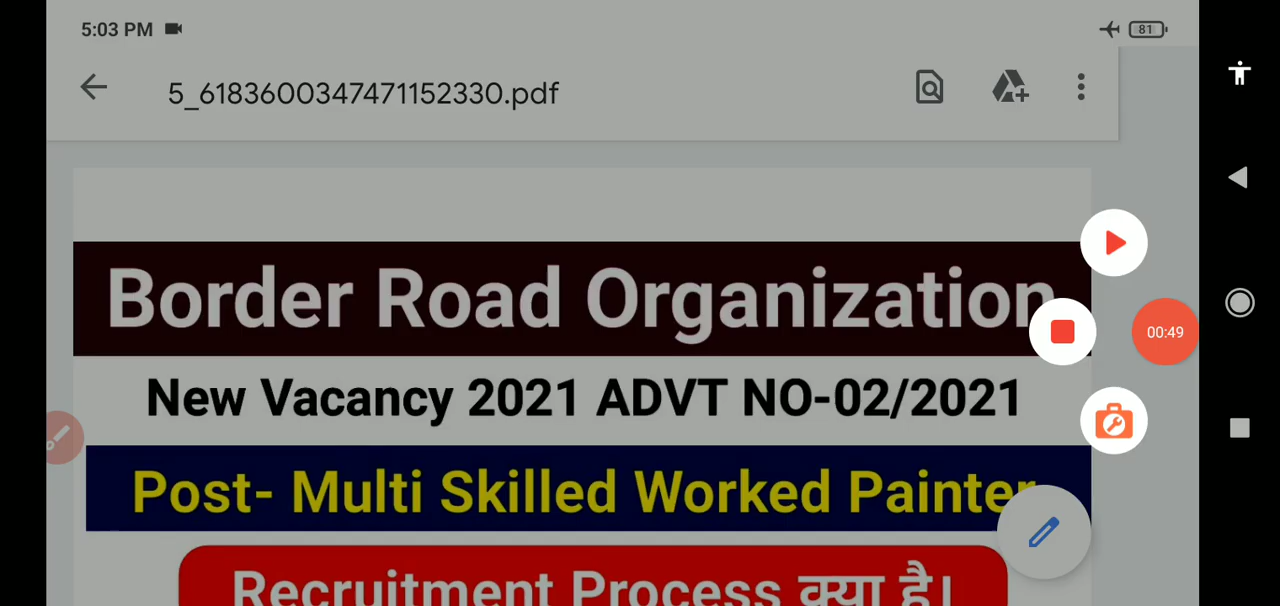 5:03 PM
81
5_6183600347471152330.pdf
Border Road Organization
New Vacancy 2021 ADVT NO-02/2021
00:49
Post- Multi Skilled Worked Painter
Recruitment Process क्या है।